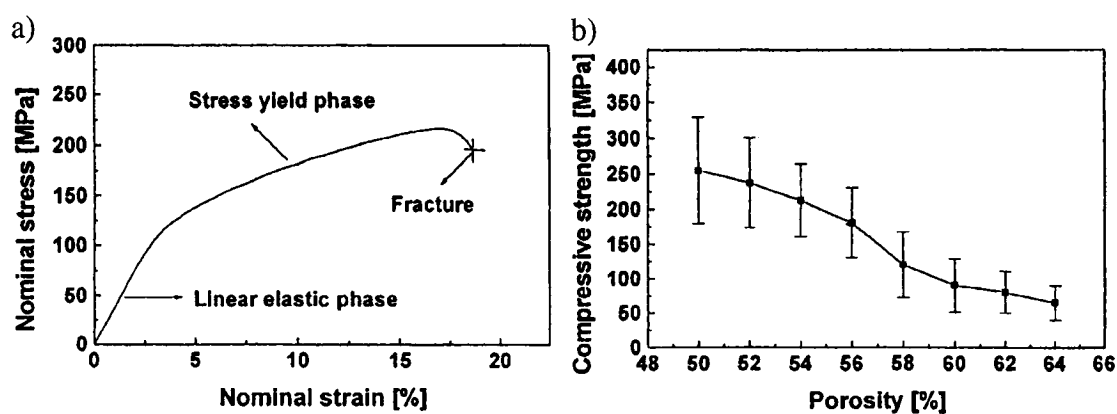 a)
300
250
200
150
100
50
0
Nominal stress [MPa]
Stress yield phase
Fracture
Linear elastic phase
0 5 10 15 20
Nominal strain [%]
b)
400
350
300
250
200
150
100
50
0
Compressive strength [MPa]
48 50 52 54 56 58 60 62 64 66
Porosity [%]